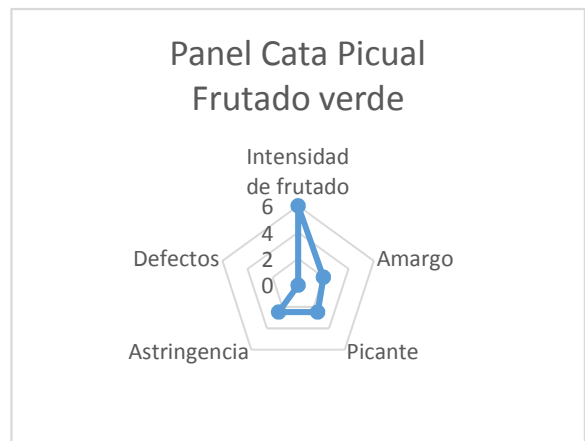 Panel Cata Picual
Frutado verde
Intensidad
de frutado
6
4
2
0
Defectos
Amargo
Astringencia
Picante